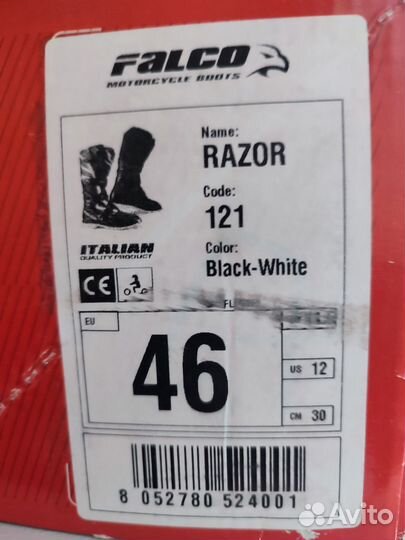 FALCO
MOTORCYCLE BOOTS
Name:
RAZOR
Code:
121
ITALIAN
QUALITY PRODUCT
Color:
Black-White
CE
FL
EU
46
US 12
CM 30
8 052780 524001
Avito